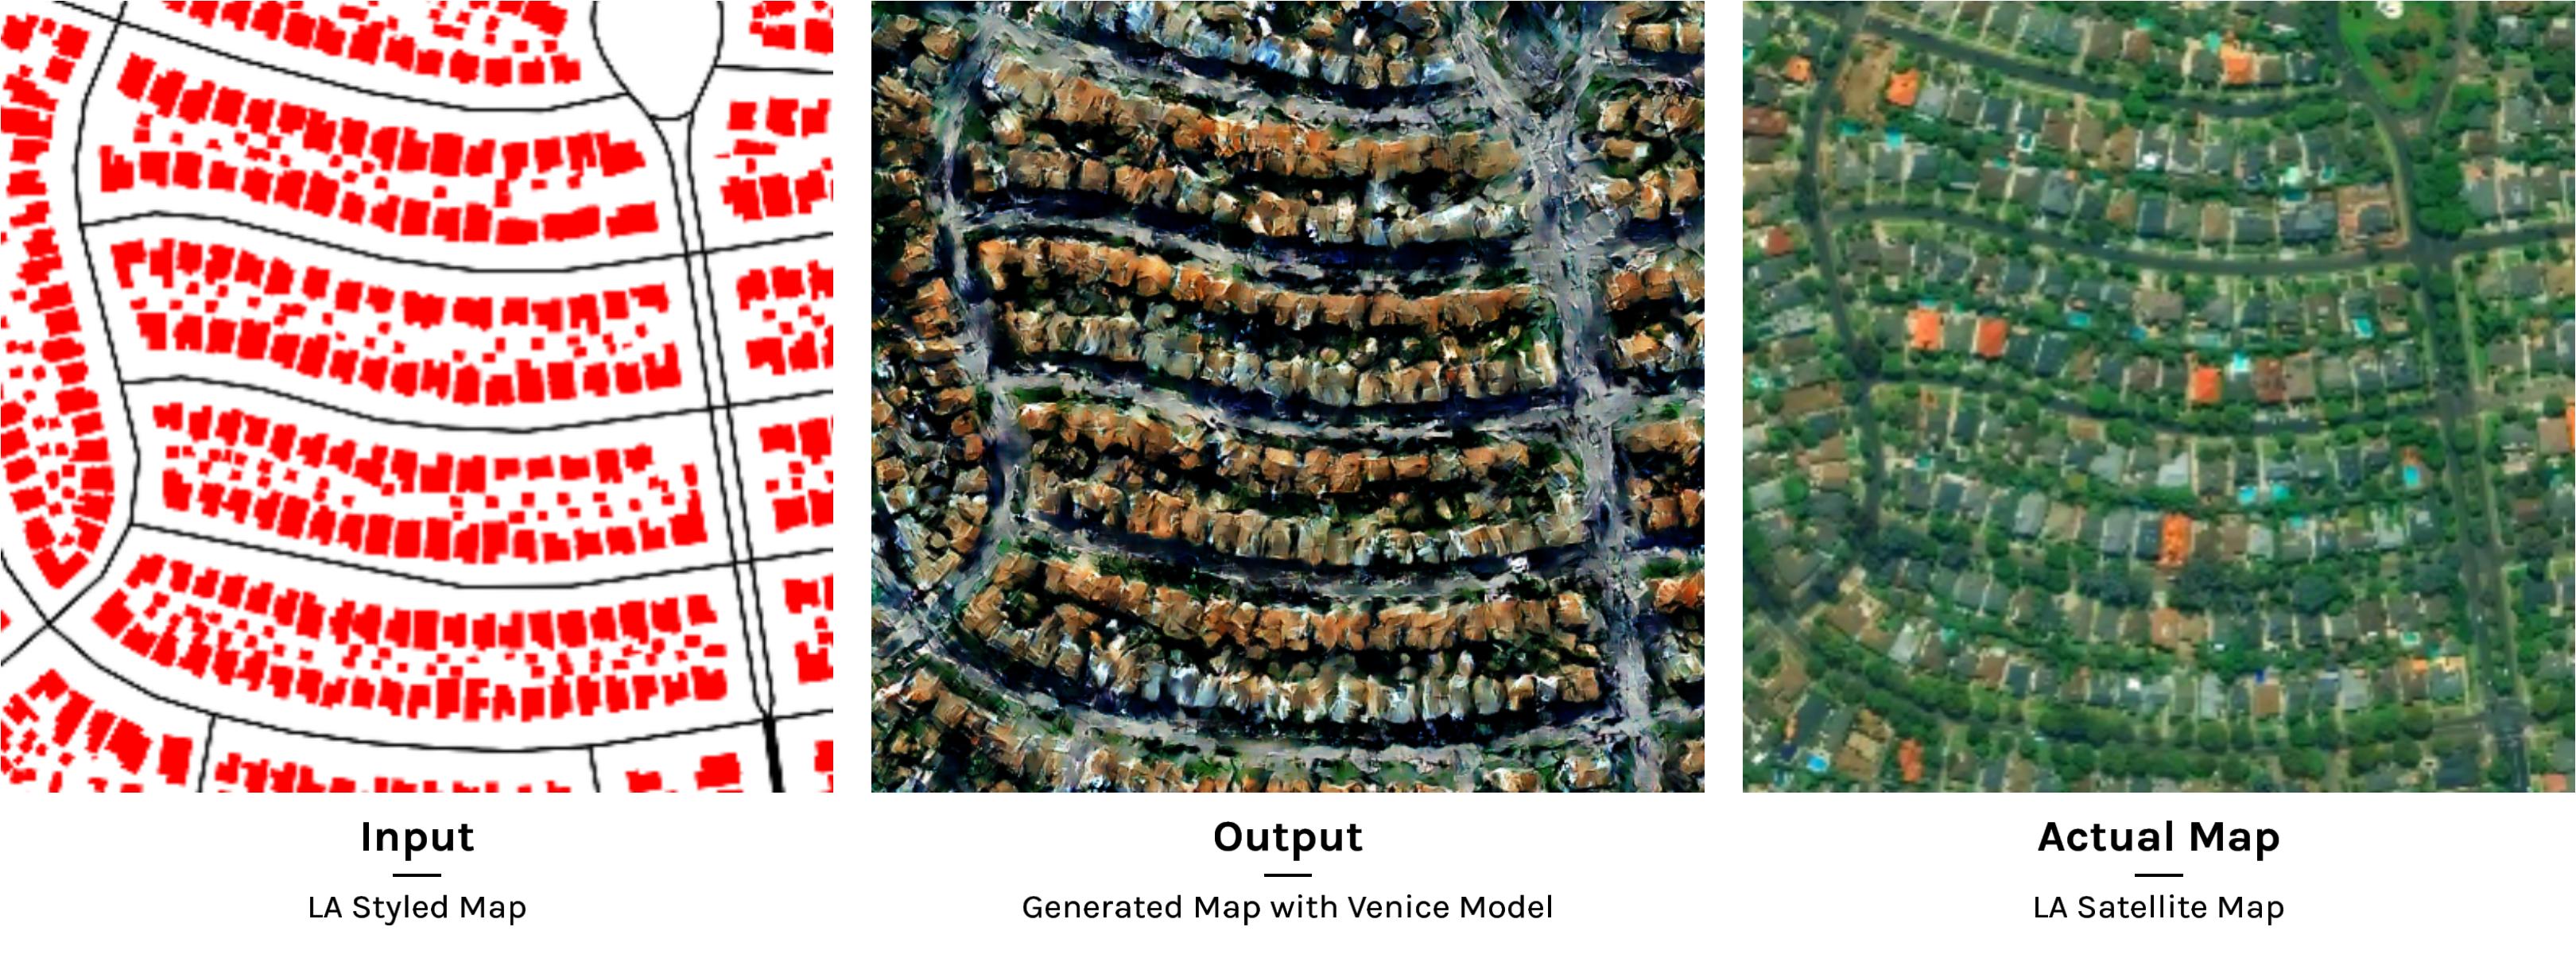 Input
LA Styled Map
Output
Generated Map with Venice Model
Actual Map
LA Satellite Map